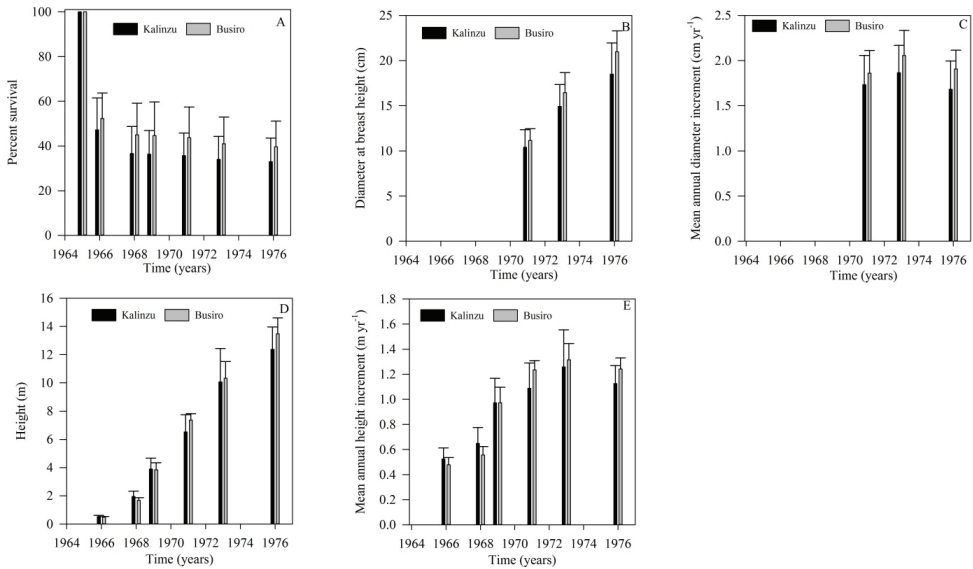 A
Kalinzu Busiro
Percent survival
100
80
60
40
20
0
1964 1966 1968 1970 1972 1974 1976
Time (years)
B
Kalinzu Busiro
Diameter at breast height (cm)
25
20
15
10
5
0
1964 1966 1968 1970 1972 1974 1976
Time (years)
C
Kalinzu Busiro
Mean annual diameter increment (cm yr⁻¹)
2.5
2.0
1.5
1.0
0.5
0.0
1964 1966 1968 1970 1972 1974 1976
Time (years)
D
Kalinzu Busiro
Height (m)
16
14
12
10
8
6
4
2
0
1964 1966 1968 1970 1972 1974 1976
Time (years)
E
Kalinzu Busiro
Mean annual height increment (m yr⁻¹)
1.8
1.6
1.4
1.2
1.0
0.8
0.6
0.4
0.2
0.0
1964 1966 1968 1970 1972 1974 1976
Time (years)